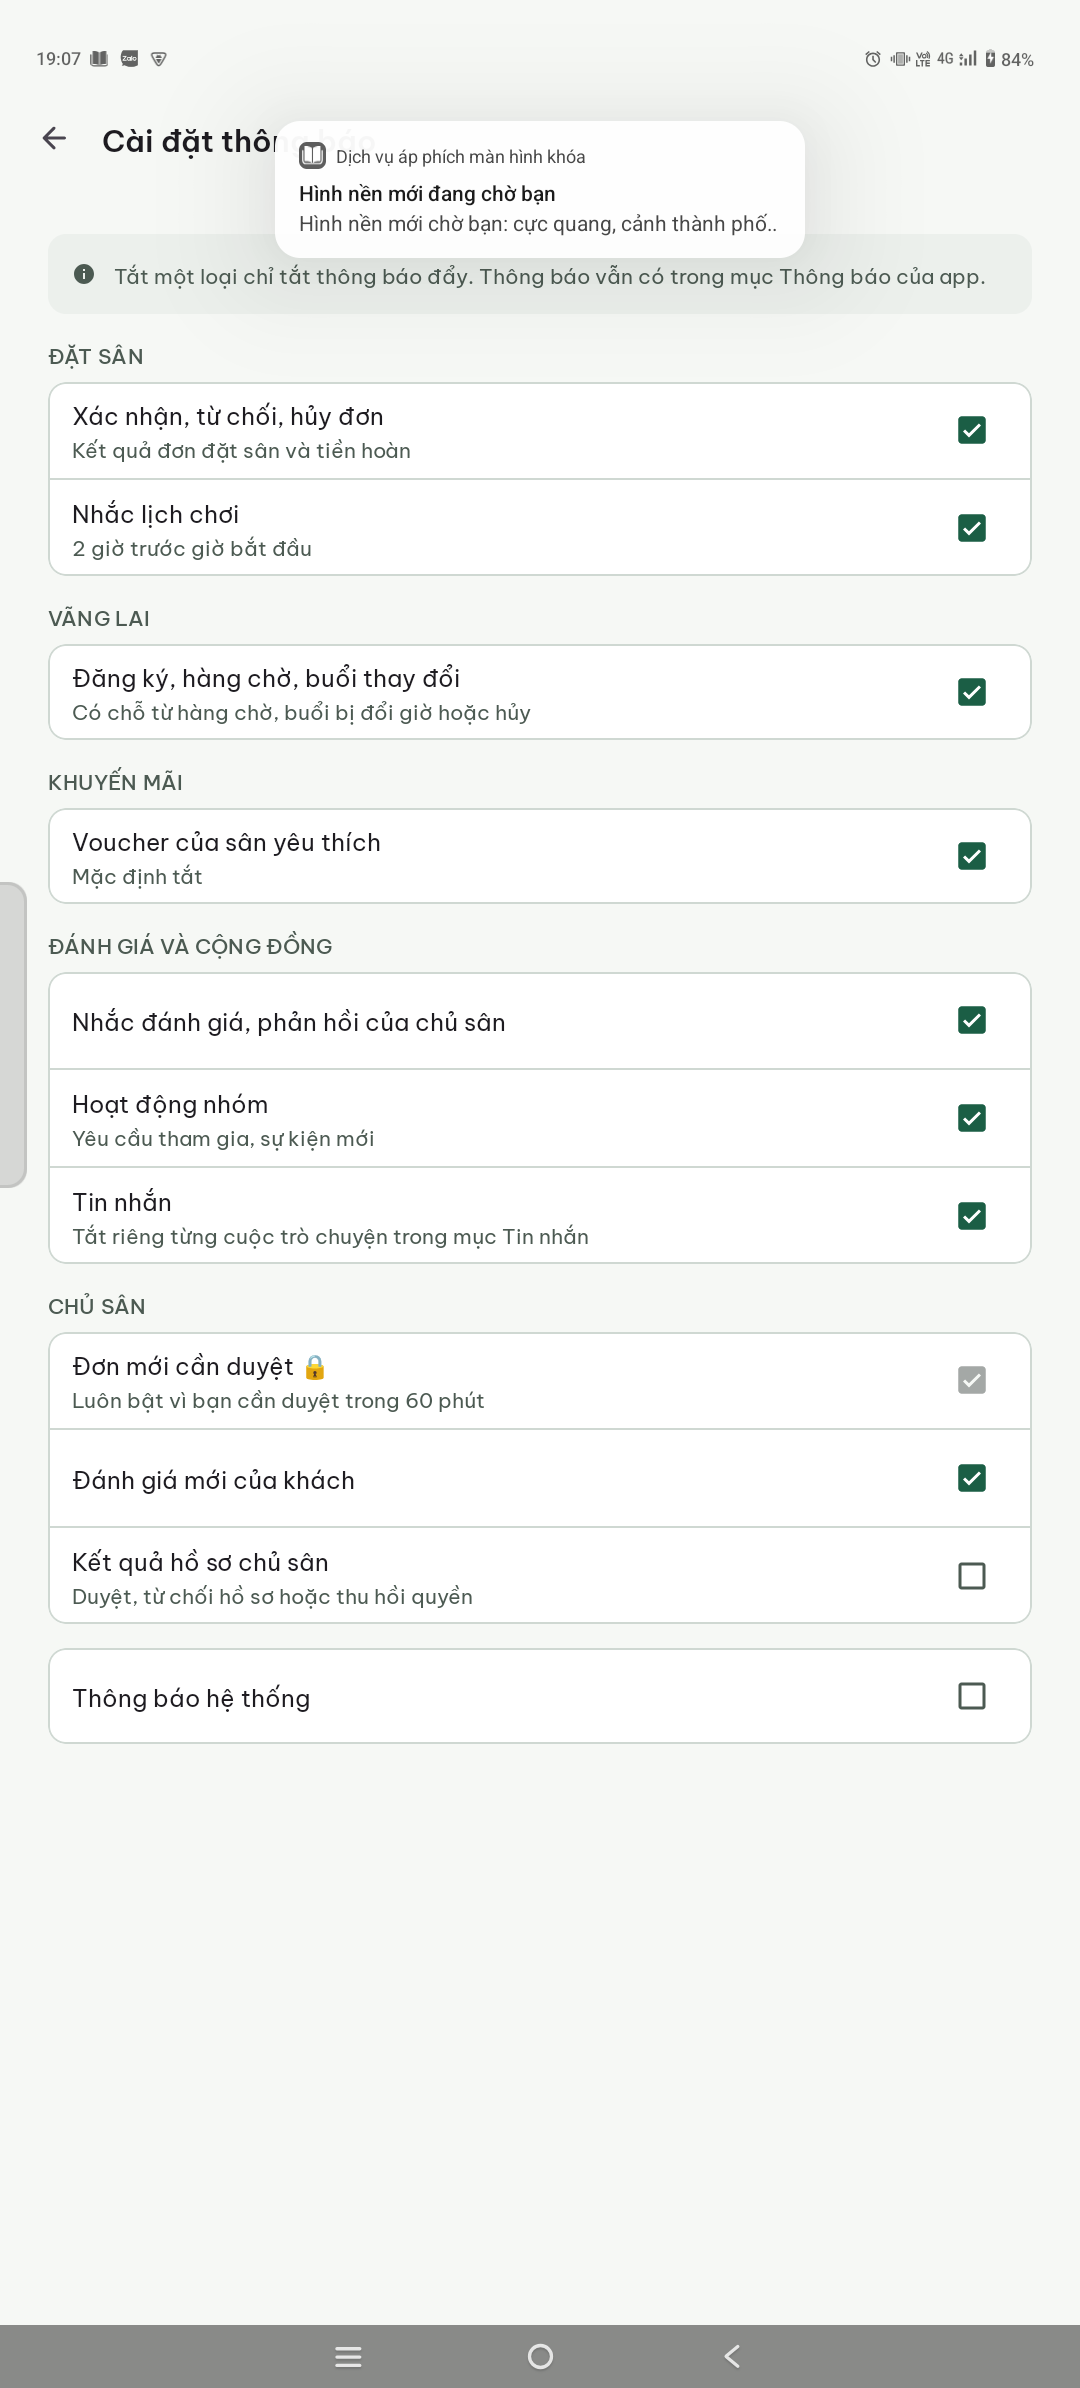 19:07 Zalo VoB LTE 4G 84%
Cài đặt thông báo
Dịch vụ áp phích màn hình khóa
Hình nền mới đang chờ bạn
Hình nền mới chờ bạn: cực quang, cảnh thành phố..
Tắt một loại chỉ tắt thông báo đẩy. Thông báo vẫn có trong mục Thông báo của app.
ĐẶT SÂN
Xác nhận, từ chối, hủy đơn
Kết quả đơn đặt sân và tiền hoàn
Nhắc lịch chơi
2 giờ trước giờ bắt đầu
VÃNG LAI
Đăng ký, hàng chờ, buổi thay đổi
Có chỗ từ hàng chờ, buổi bị đổi giờ hoặc hủy
KHUYẾN MÃI
Voucher của sân yêu thích
Mặc định tắt
ĐÁNH GIÁ VÀ CỘNG ĐỒNG
Nhắc đánh giá, phản hồi của chủ sân
Hoạt động nhóm
Yêu cầu tham gia, sự kiện mới
Tin nhắn
Tắt riêng từng cuộc trò chuyện trong mục Tin nhắn
CHỦ SÂN
Đơn mới cần duyệt 🔒
Luôn bật vì bạn cần duyệt trong 60 phút
Đánh giá mới của khách
Kết quả hồ sơ chủ sân
Duyệt, từ chối hồ sơ hoặc thu hồi quyền
Thông báo hệ thống